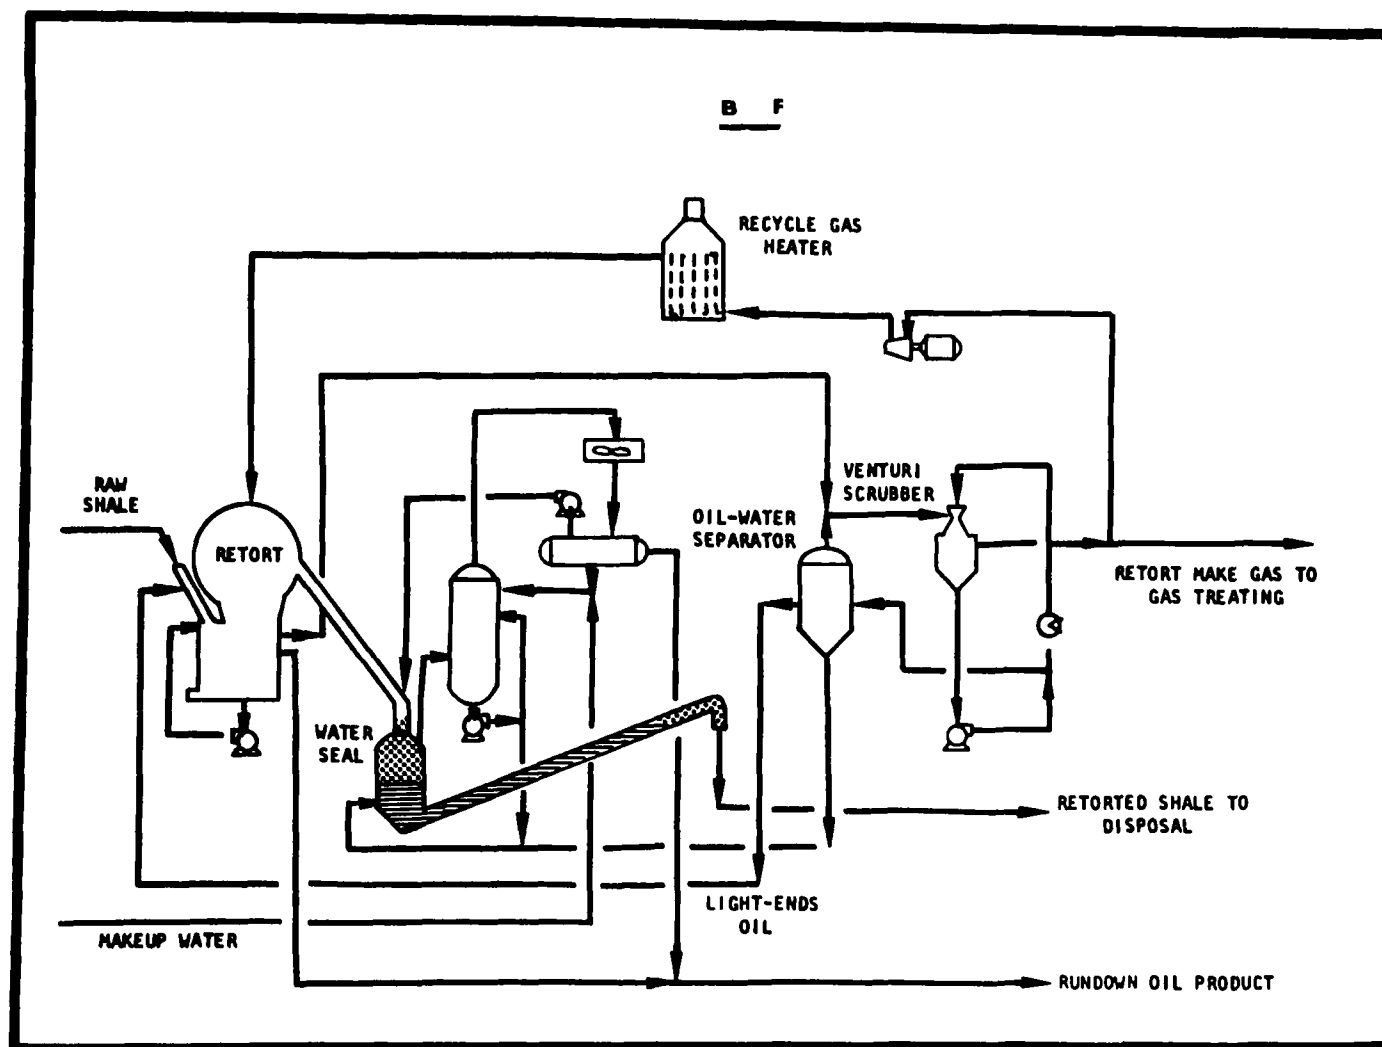 B F
RECYCLE GAS
HEATER
RAW
SHALE
VENTURI
SCRUBBER
OIL-WATER
SEPARATOR
RETORT
RETORT MAKE GAS TO
GAS TREATING
WATER
SEAL
RETORTED SHALE TO
DISPOSAL
LIGHT-ENDS
OIL
MAKEUP WATER
RUNDOWN OIL PRODUCT